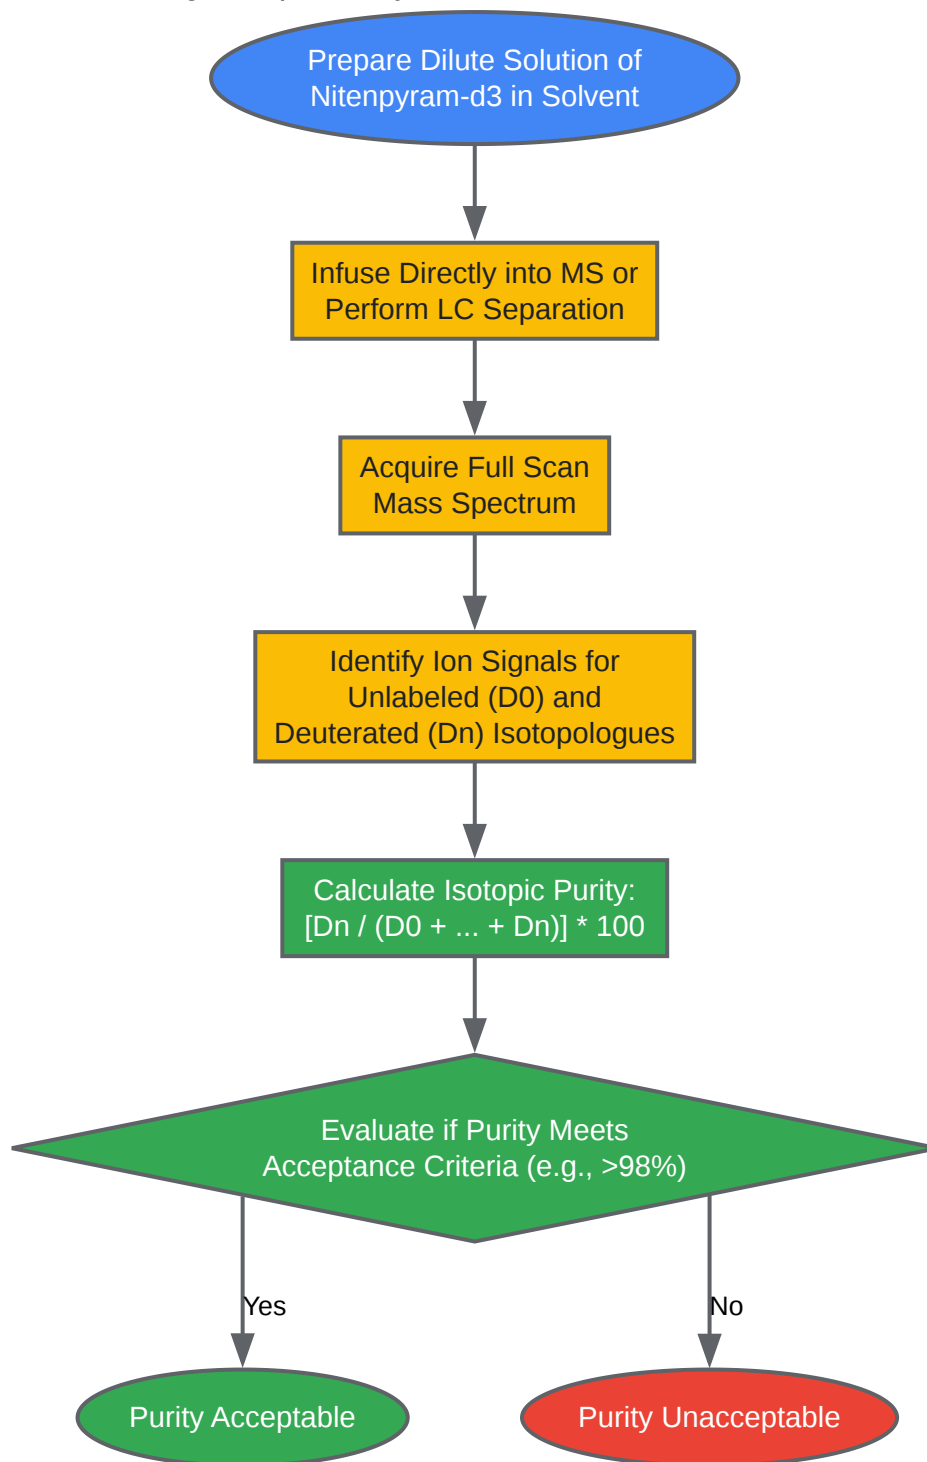 Prepare Dilute Solution of
Nitenpyram-d3 in Solvent
Infuse Directly into MS or
Perform LC Separation
Acquire Full Scan
Mass Spectrum
Identify Ion Signals for
Unlabeled (D0) and
Deuterated (Dn) Isotopologues
Calculate Isotopic Purity:
[Dn / (D0 + ... + Dn)] * 100
Evaluate if Purity Meets
Acceptance Criteria (e.g., >98%)
Yes
No
Purity Acceptable
Purity Unacceptable